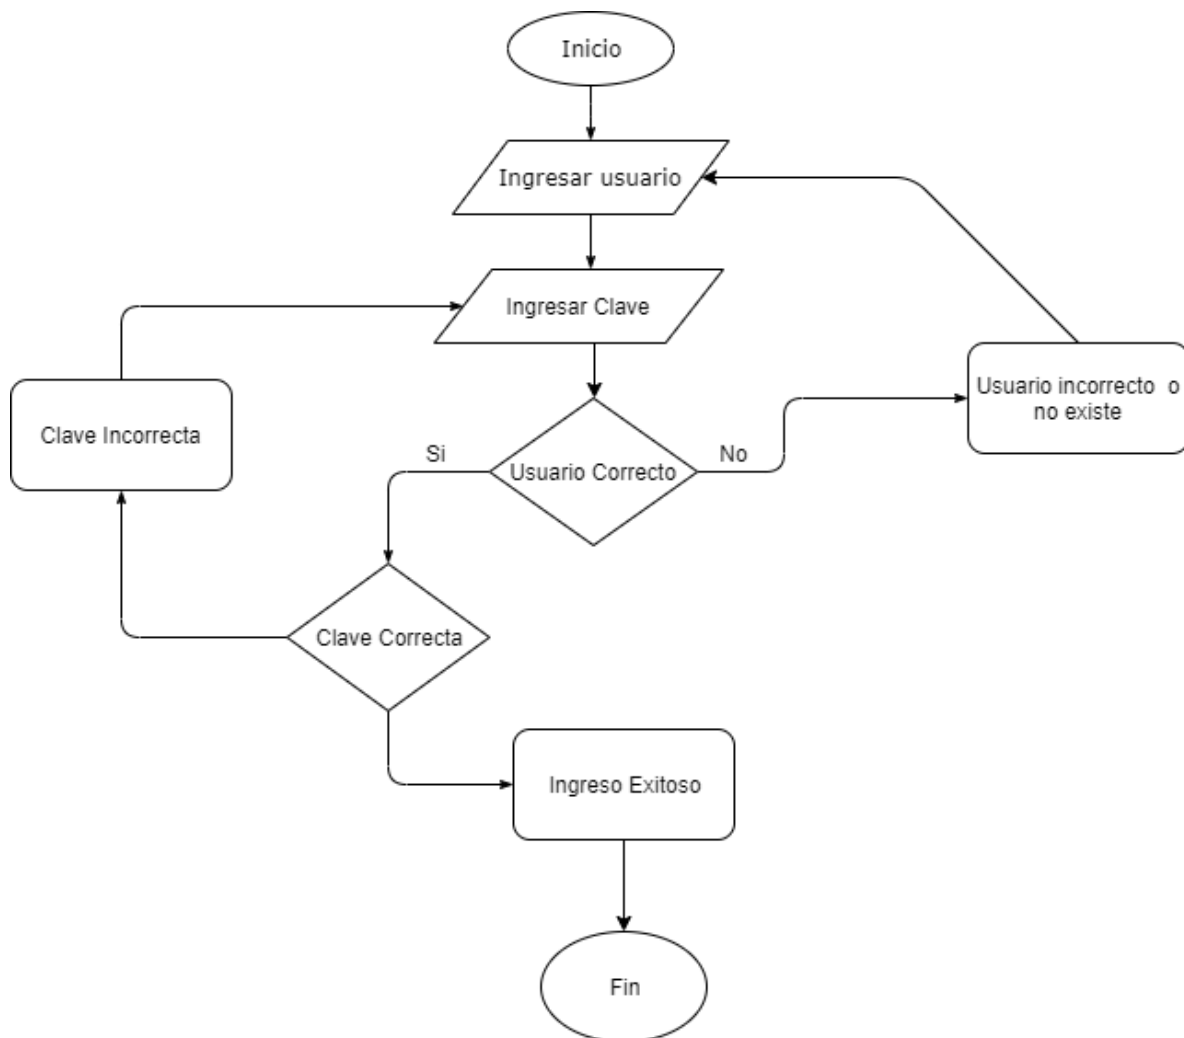 Inicio
Ingresar usuario
Ingresar Clave
Usuario incorrecto o
no existe
Clave Incorrecta
Si
Usuario Correcto
No
Clave Correcta
Ingreso Exitoso
Fin